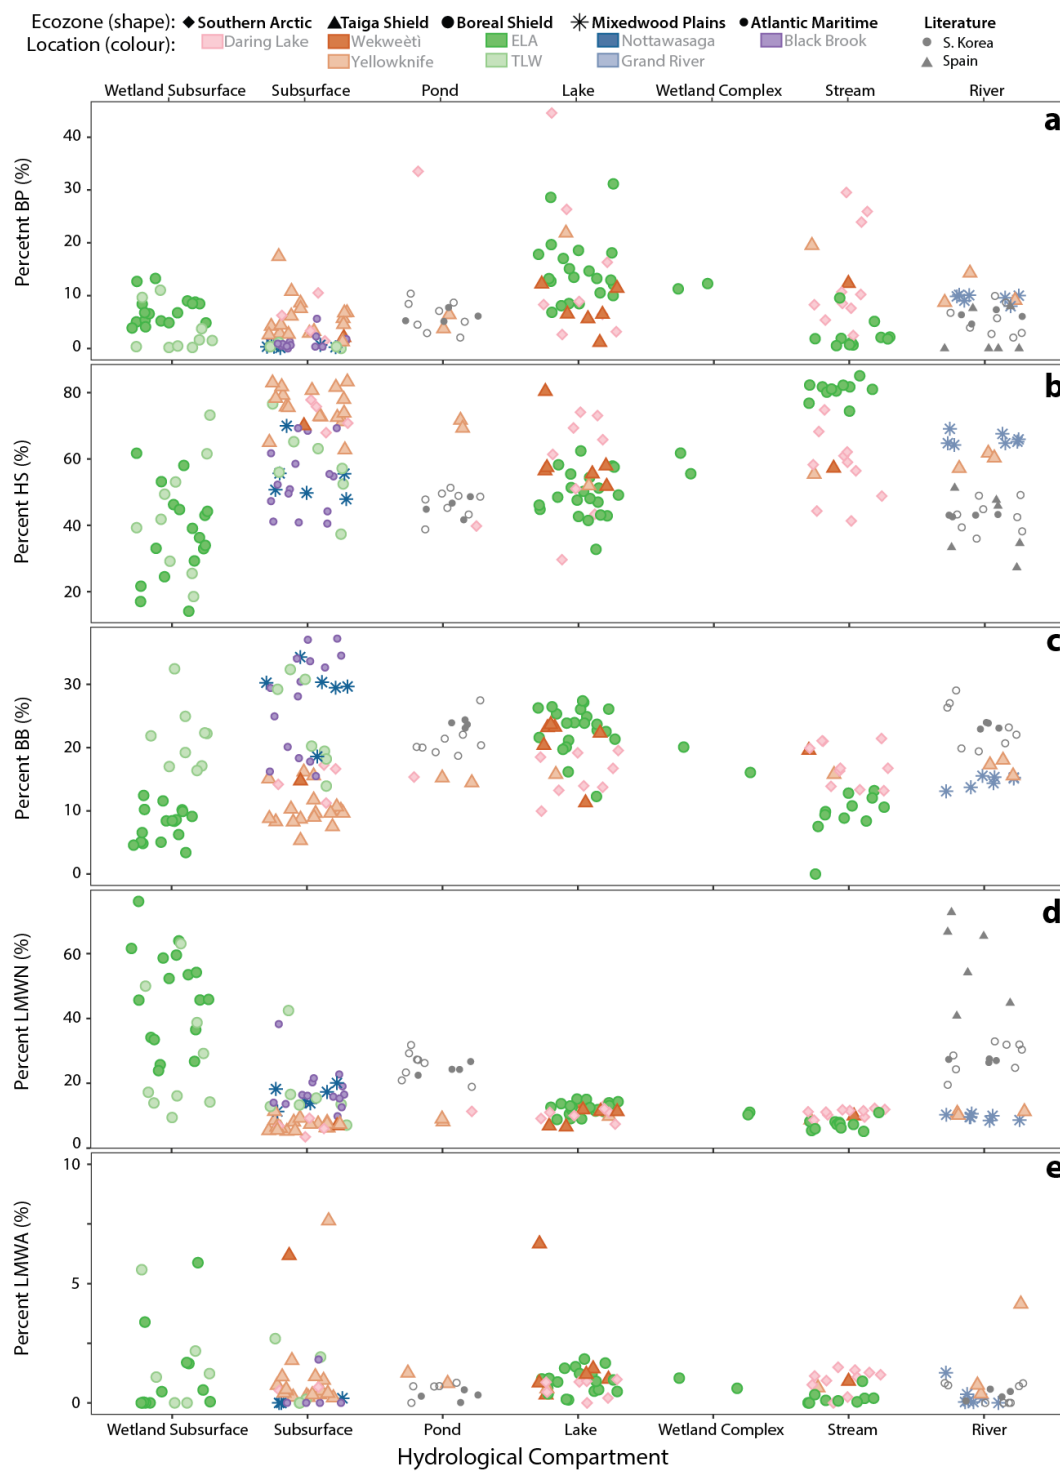 Ecozone (shape): Southern Arctic Taiga Shield Boreal Shield Mixedwood Plains Atlantic Maritime Literature
Location (colour): Daring Lake Wekweètì ELA Nottawasaga Black Brook S. Korea
Yellowknife TLW Grand River Spain
Wetland Subsurface Subsurface Pond Lake Wetland Complex Stream River
a
Percetnt BP (%)
40
30
20
10
0
b
Percent HS (%)
80
60
40
20
c
Percent BB (%)
30
20
10
0
d
Percent LMWN (%)
60
40
20
0
e
Percent LMWA (%)
10
5
0
Wetland Subsurface Subsurface Pond Lake Wetland Complex Stream River
Hydrological Compartment